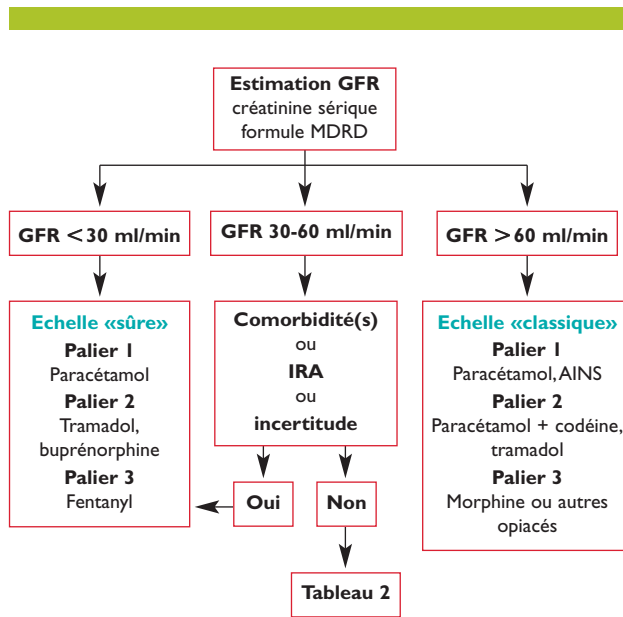 Estimation GFR
créatinine sérique
formule MDRD
GFR <30 ml/min
GFR 30-60 ml/min
GFR >60 ml/min
Echelle «sûre»
Palier 1
Paracétamol
Palier 2
Tramadol,
buprénorphine
Palier 3
Fentanyl
Comorbidité(s)
ou
IRA
ou
incertitude
Oui
Non
Tableau 2
Echelle «classique»
Palier 1
Paracétamol, AINS
Palier 2
Paracétamol + codéine,
tramadol
Palier 3
Morphine ou autres
opiacés